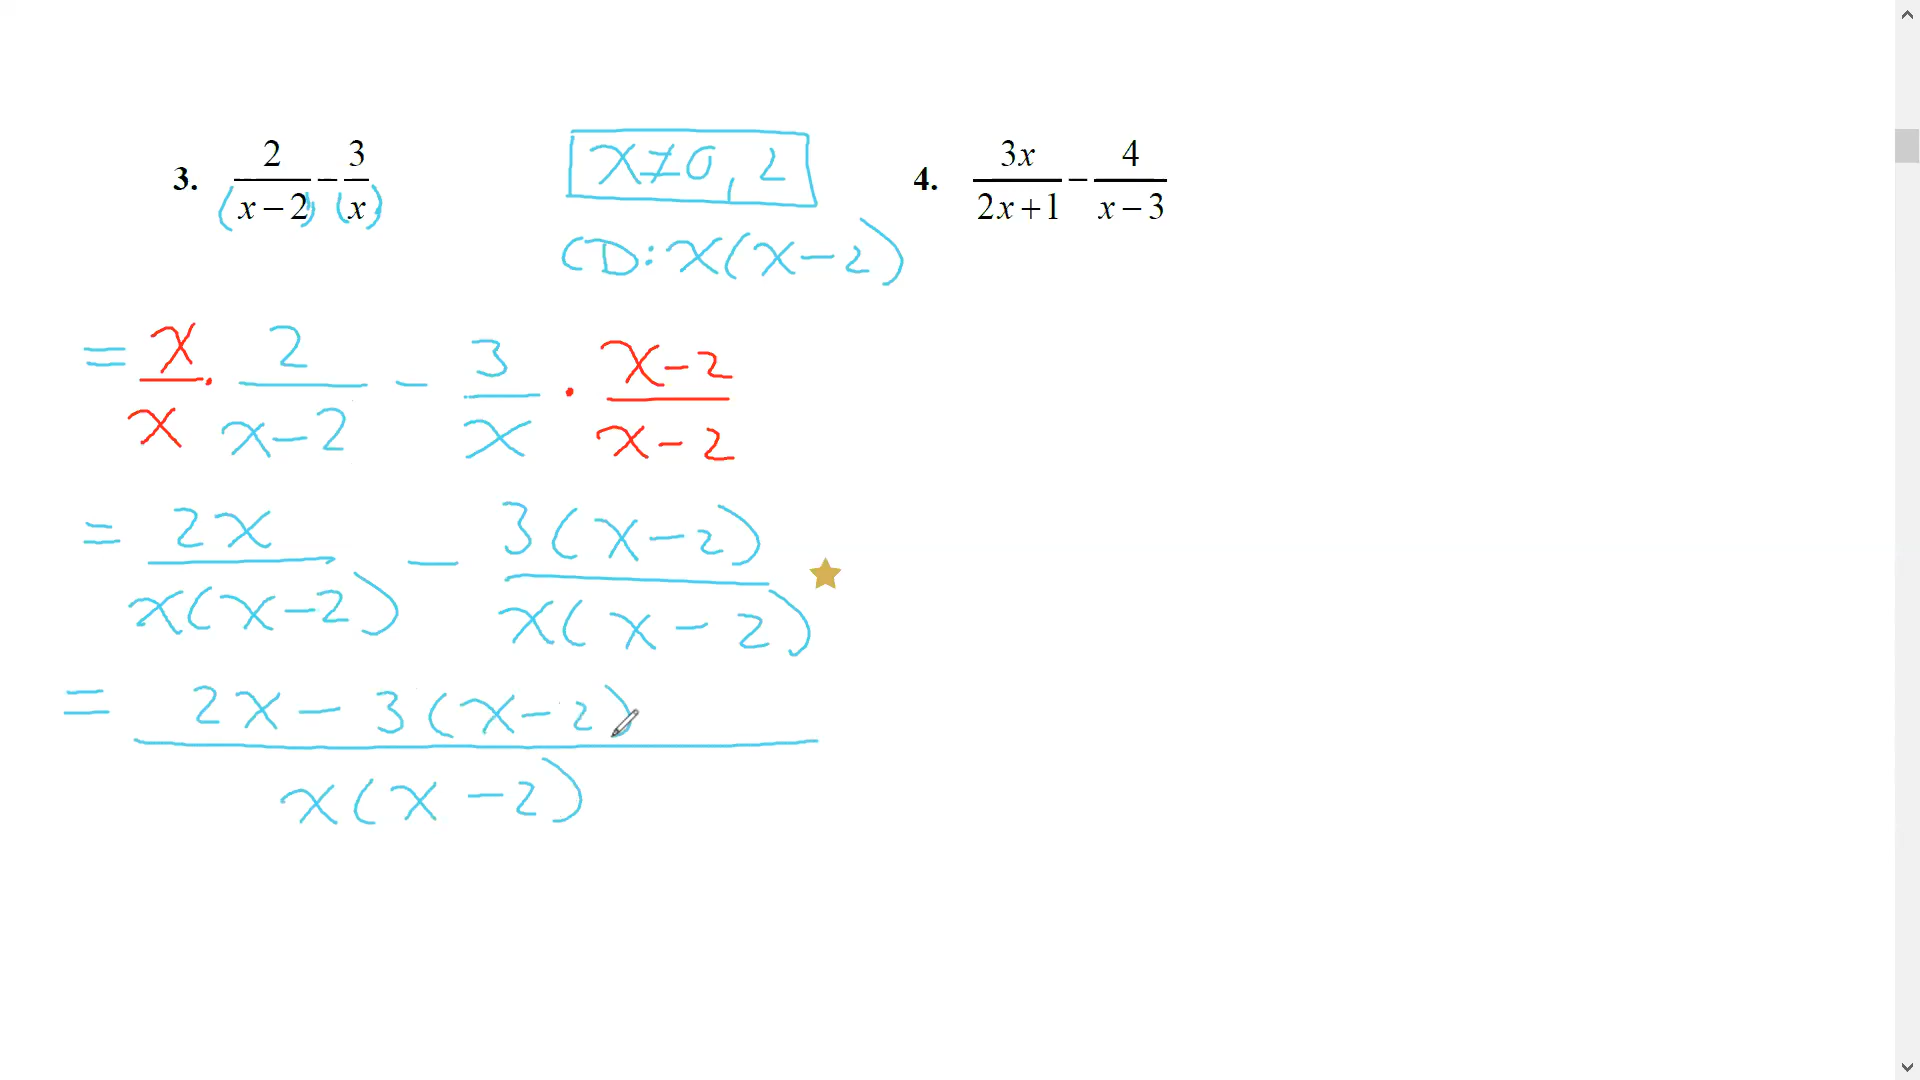 3. 2/(x−2) − 3/x
x≠0, 2
CD: x(x−2)
= x/x · 2/(x−2) − 3/x · (x−2)/(x−2)
= 2x/(x(x−2)) − 3(x−2)/(x(x−2))
= (2x − 3(x−2))/(x(x−2))
4. 3x/(2x+1) − 4/(x−3)